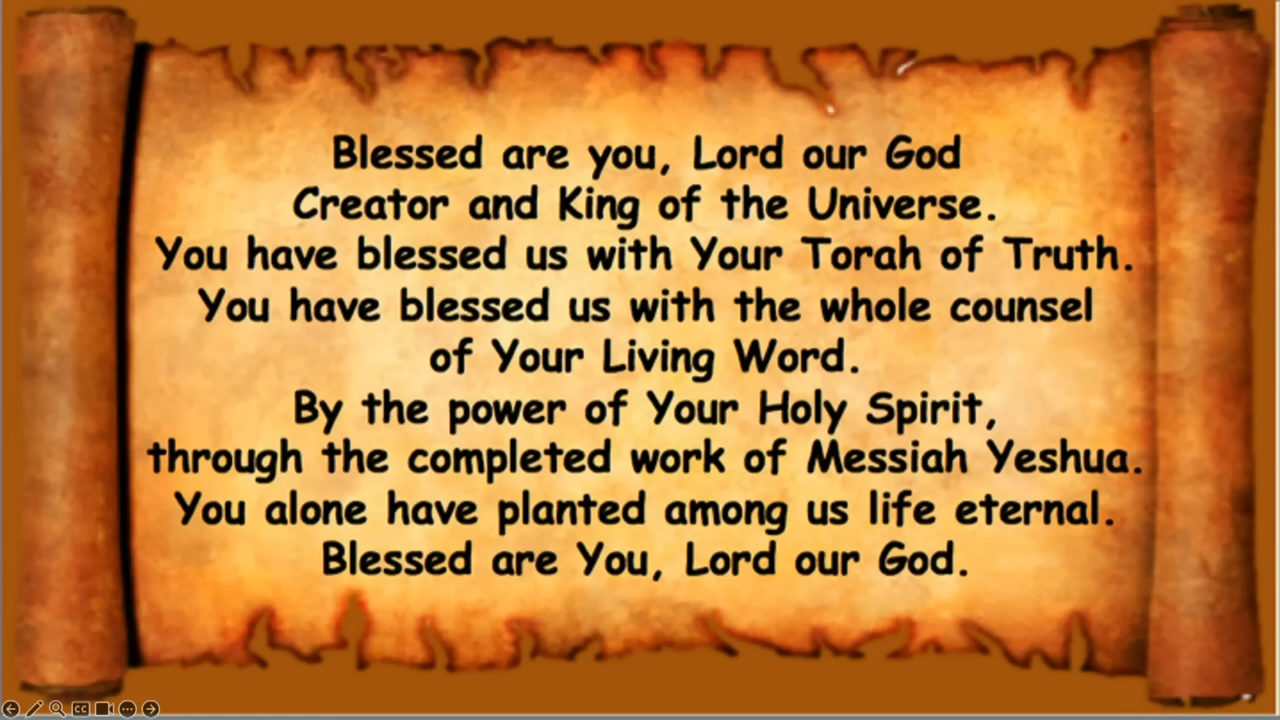 Blessed are you, Lord our God
Creator and King of the Universe.
You have blessed us with Your Torah of Truth.
You have blessed us with the whole counsel
of Your Living Word.
By the power of Your Holy Spirit,
through the completed work of Messiah Yeshua.
You alone have planted among us life eternal.
Blessed are You, Lord our God.
CC